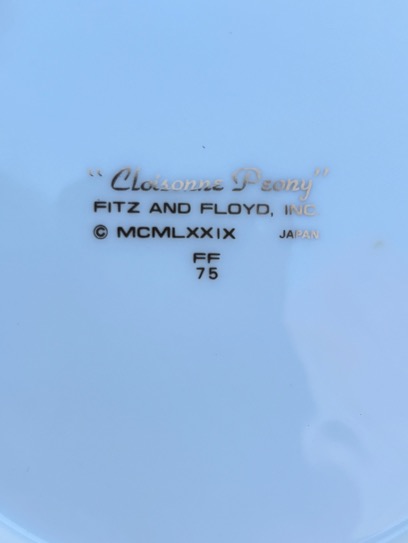 "Cloisonne Peony"
FITZ AND FLOYD, INC.
© MCMLXXIX JAPAN
FF
75